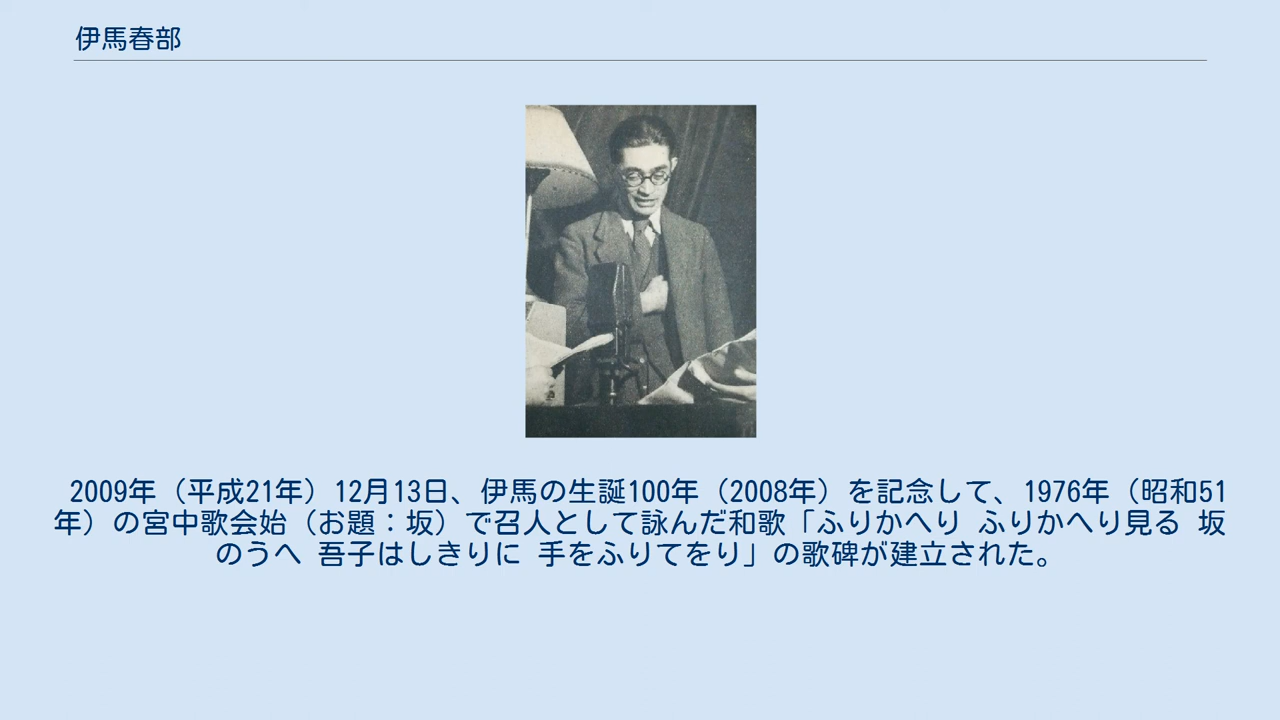 伊馬春部
2009年（平成21年）12月13日、伊馬の生誕100年（2008年）を記念して、1976年（昭和51
年）の宮中歌会始（お題：坂）で召人として詠んだ和歌「ふりかへり ふりかへり見る 坂
のうへ 吾子はしきりに 手をふりてをり」の歌碑が建立された。